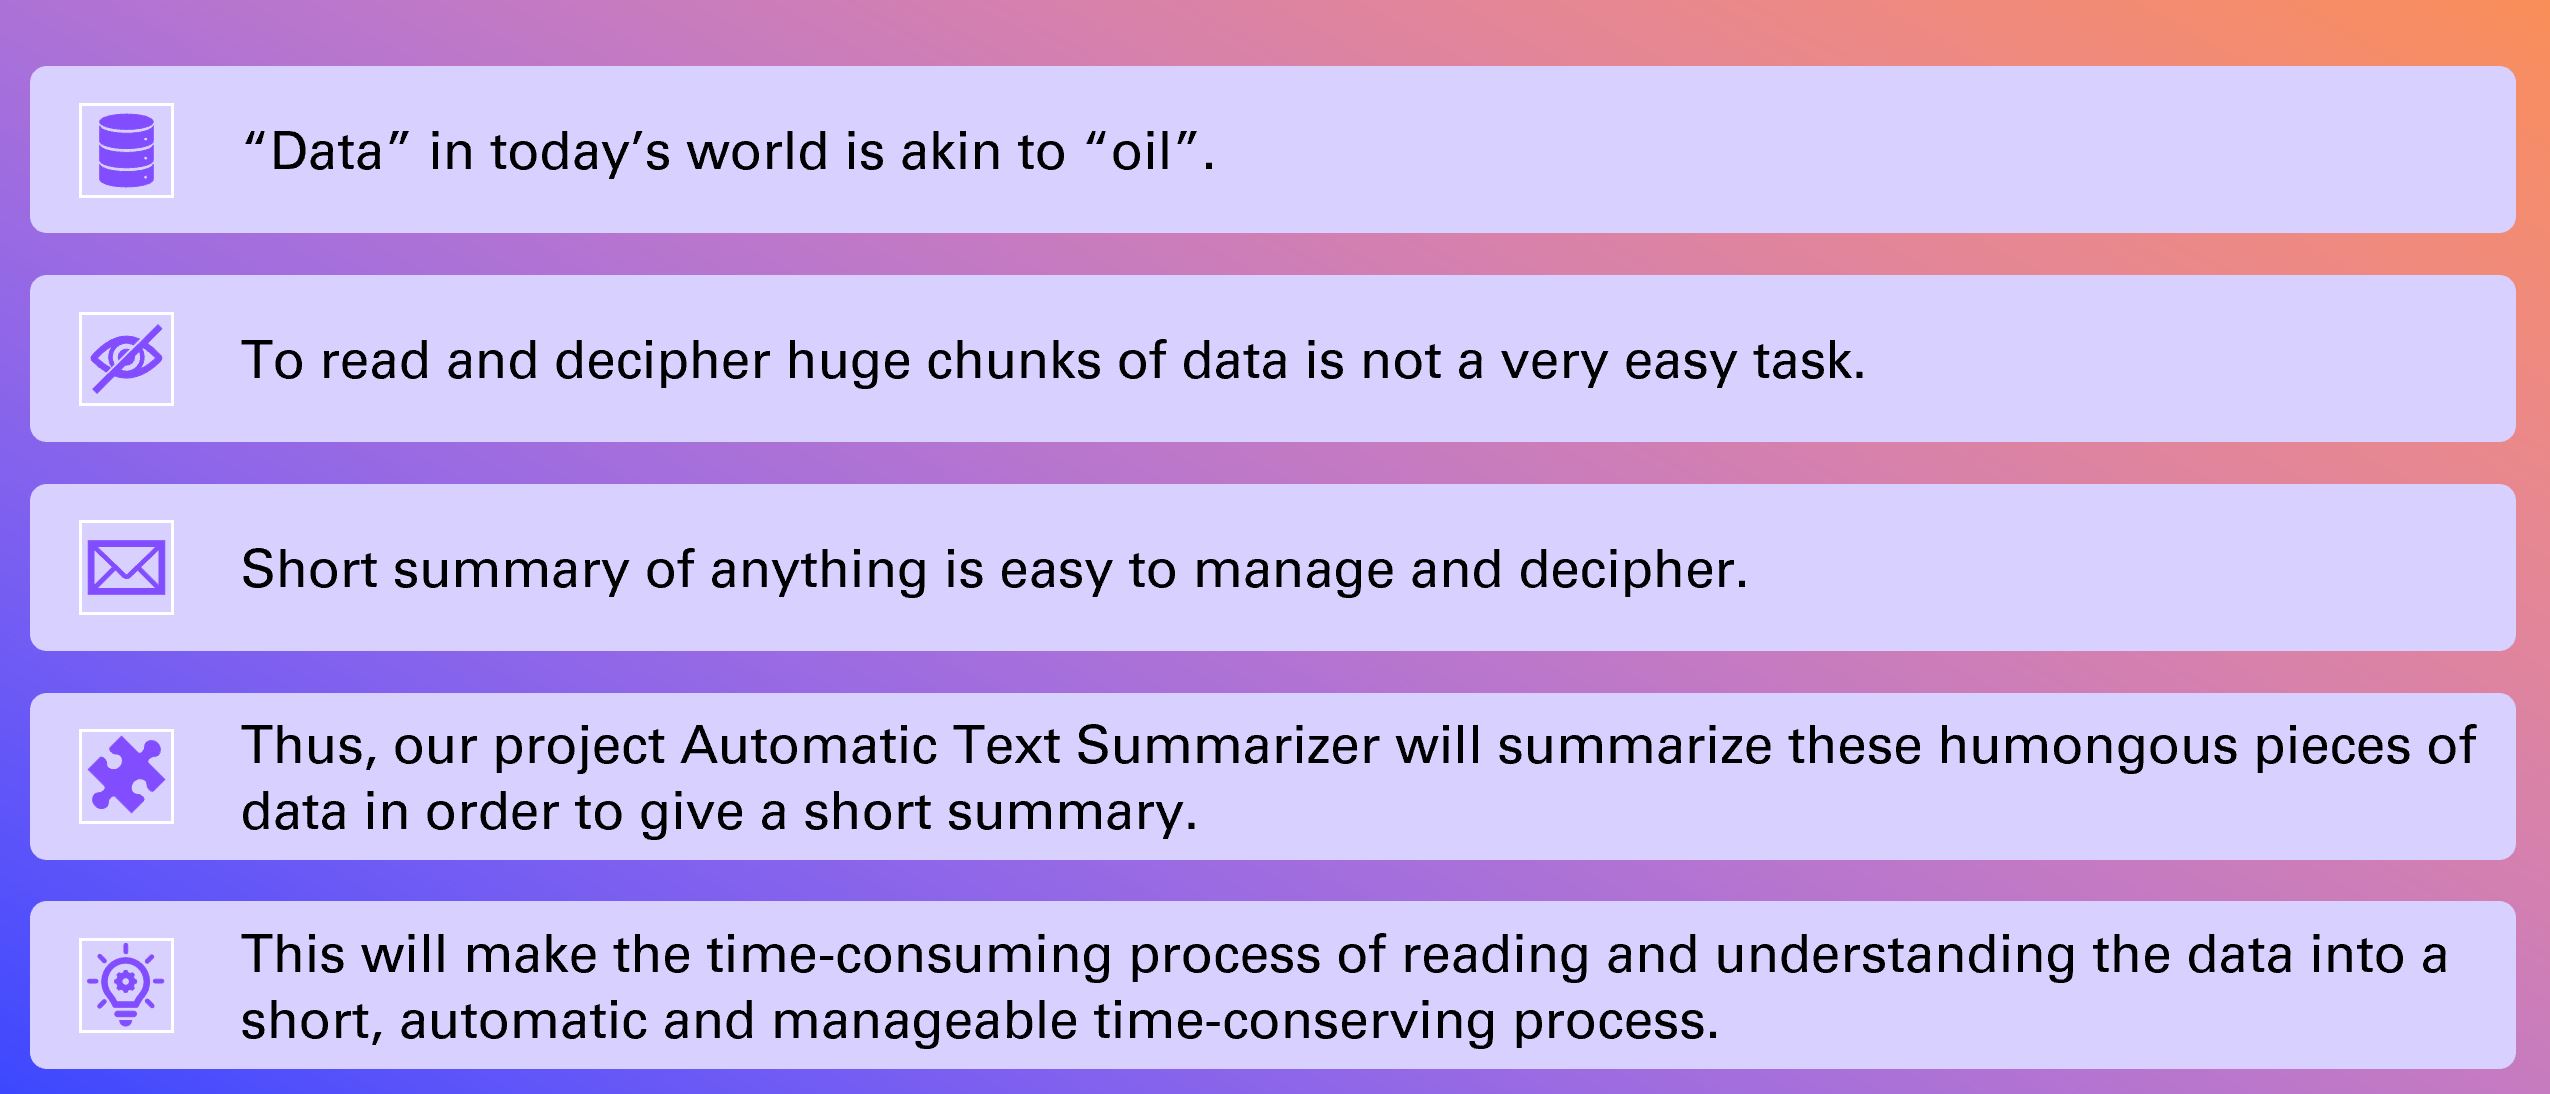 “Data” in today’s world is akin to “oil”.
To read and decipher huge chunks of data is not a very easy task.
Short summary of anything is easy to manage and decipher.
Thus, our project Automatic Text Summarizer will summarize these humongous pieces of
data in order to give a short summary.
This will make the time-consuming process of reading and understanding the data into a
short, automatic and manageable time-conserving process.